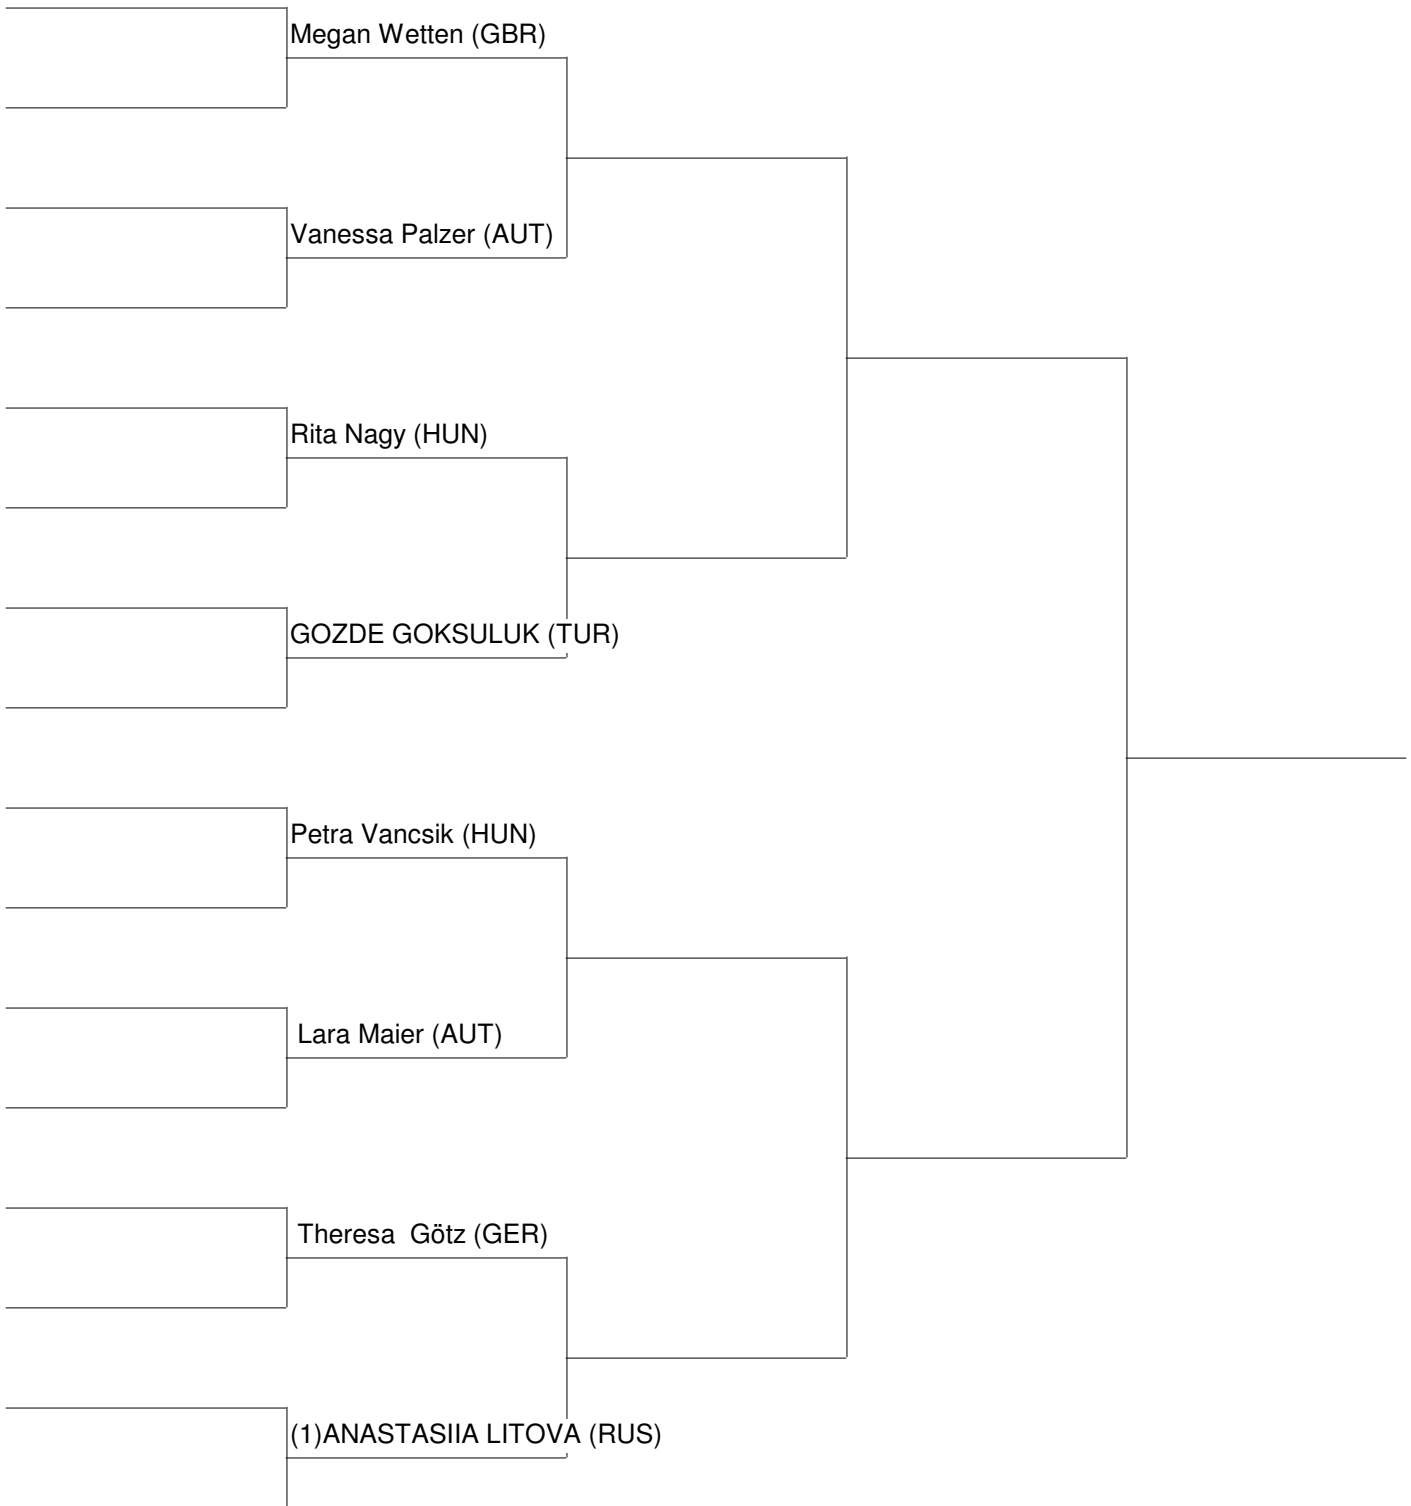 Megan Wetten (GBR)
Vanessa Palzer (AUT)
Rita Nagy (HUN)
GOZDE GOKSULUK (TUR)
Petra Vancsik (HUN)
Lara Maier (AUT)
Theresa  Götz (GER)
(1)ANASTASIIA LITOVA (RUS)